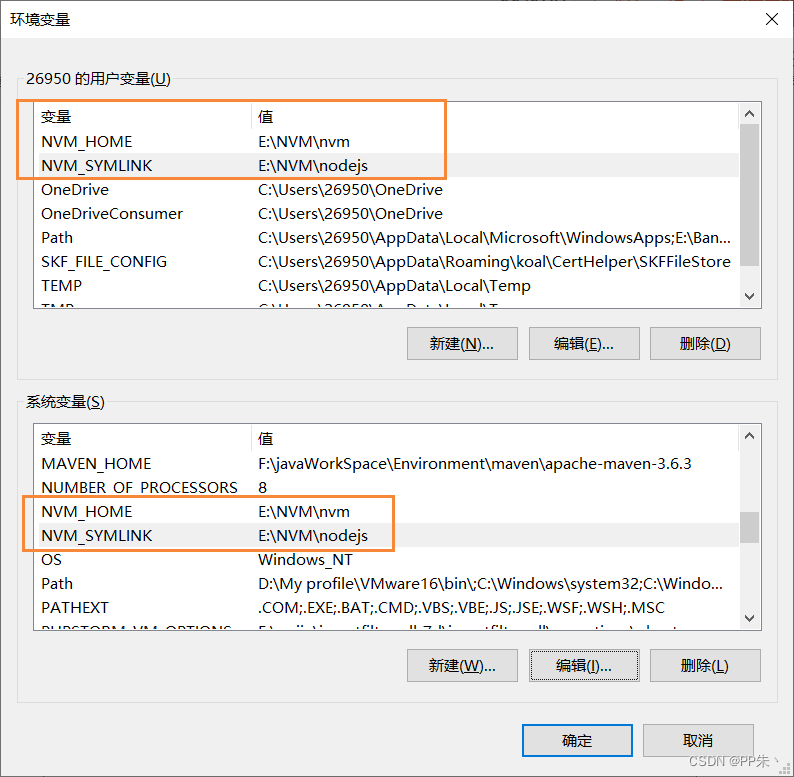 环境变量
26950 的用户变量(U)
变量 值
NVM_HOME E:\NVM\nvm
NVM_SYMLINK E:\NVM\nodejs
OneDrive C:\Users\26950\OneDrive
OneDriveConsumer C:\Users\26950\OneDrive
Path C:\Users\26950\AppData\Local\Microsoft\WindowsApps;E:\Ban...
SKF_FILE_CONFIG C:\Users\26950\AppData\Roaming\koal\CertHelper\SKFFileStore
TEMP C:\Users\26950\AppData\Local\Temp
新建(N)... 编辑(E)... 删除(D)
系统变量(S)
变量 值
MAVEN_HOME F:\javaWorkSpace\Environment\maven\apache-maven-3.6.3
NUMBER_OF_PROCESSORS 8
NVM_HOME E:\NVM\nvm
NVM_SYMLINK E:\NVM\nodejs
OS Windows_NT
Path D:\My profile\VMware16\bin\;C:\Windows\system32;C:\Windo...
PATHEXT .COM;.EXE;.BAT;.CMD;.VBS;.VBE;.JS;.JSE;.WSF;.WSH;.MSC
新建(W)... 编辑(I)... 删除(L)
确定 取消
CSDN @PP朱丶